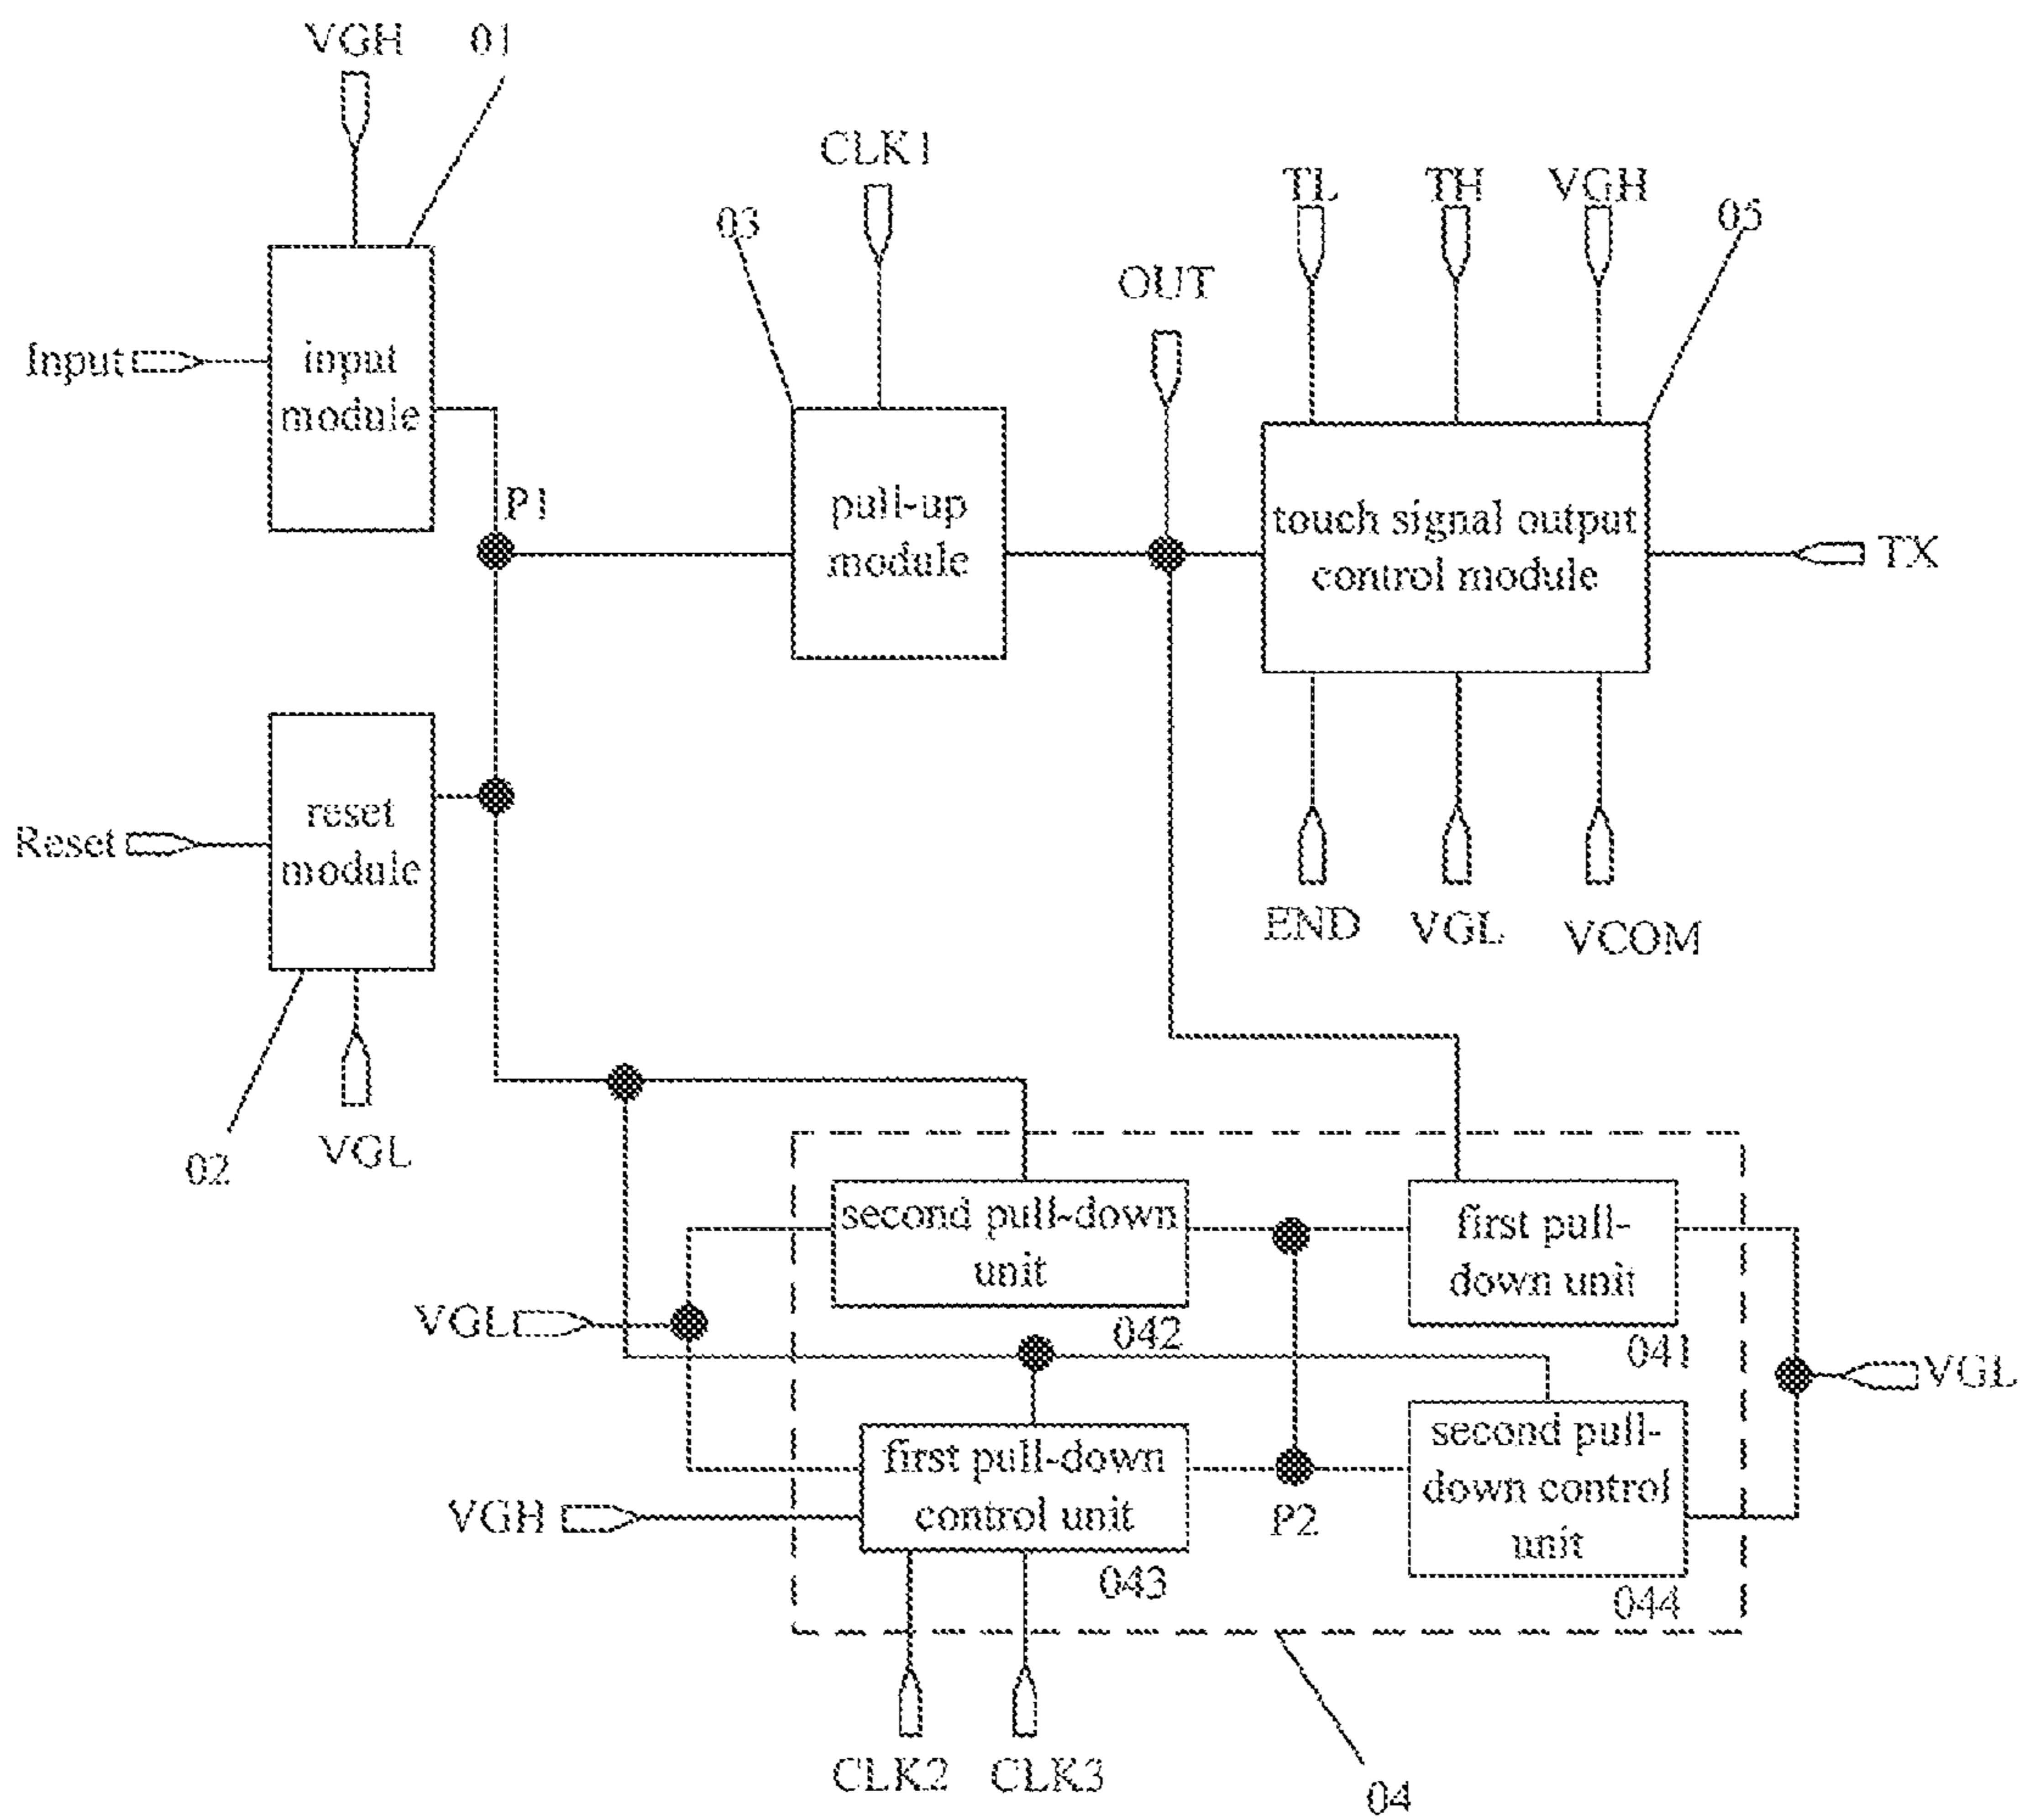 VGH
01
CLK1
TL
TH
VGH
03
05
OUT
Input
input
module
P1
pull-up
module
touch signal output
control module
TX
reset
module
Reset
END
VGL
VCOM
02
VGL
second pull-down
unit
first pull-
down unit
VGL
042
041
VGL
first pull-down
control unit
second pull-
down control
unit
VGH
P2
043
044
CLK2
CLK3
04